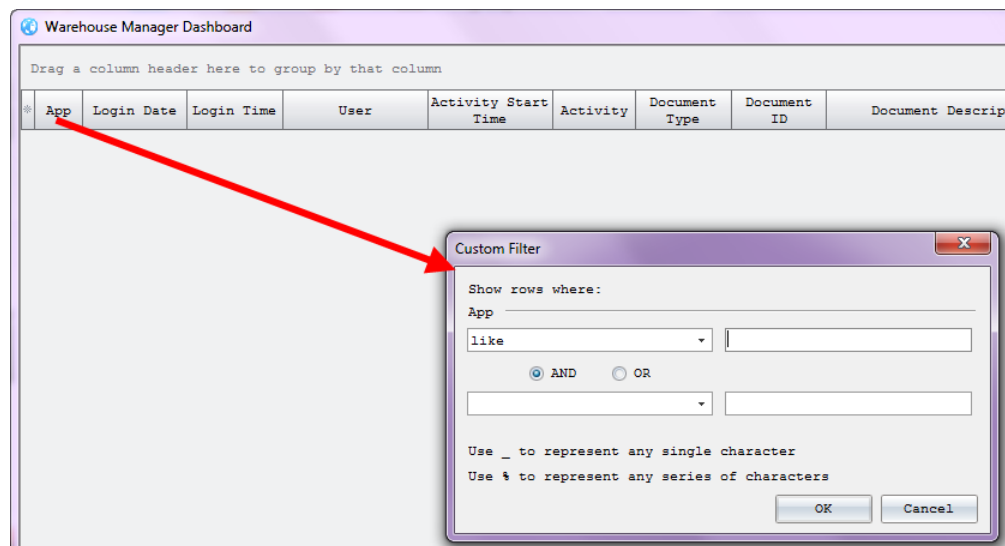 Warehouse Manager Dashboard
Drag a column header here to group by that column
App Login Date Login Time User Activity Start Time Activity Document Type Document ID Document Descrip
Custom Filter
Show rows where:
App
like
AND OR
Use _ to represent any single character
Use % to represent any series of characters
OK Cancel